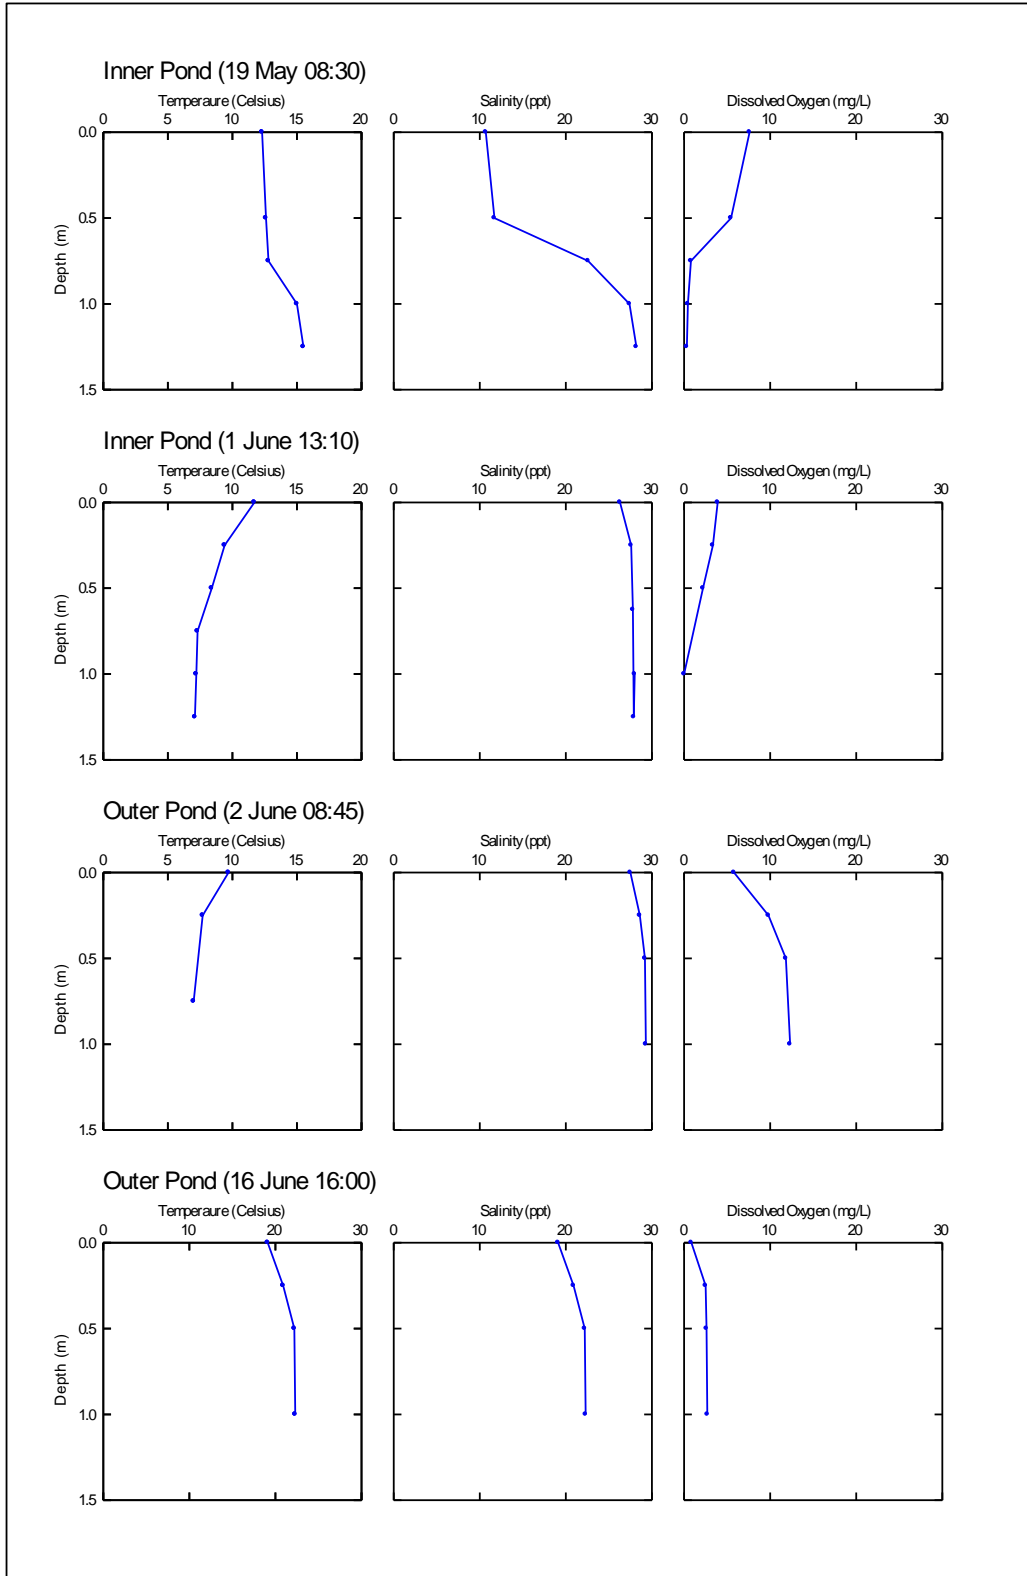 Inner Pond (19 May 08:30)
Temperaure (Celsius) Salinity (ppt) Dissolved Oxygen (mg/L)
0 5 10 15 20 0 10 20 30 0 10 20 30
0.0
0.5
Depth (m)
1.0
1.5
Inner Pond (1 June 13:10)
Temperaure (Celsius) Salinity (ppt) Dissolved Oxygen (mg/L)
0 5 10 15 20 0 10 20 30 0 10 20 30
0.0
0.5
Depth (m)
1.0
1.5
Outer Pond (2 June 08:45)
Temperaure (Celsius) Salinity (ppt) Dissolved Oxygen (mg/L)
0 5 10 15 20 0 10 20 30 0 10 20 30
0.0
0.5
Depth (m)
1.0
1.5
Outer Pond (16 June 16:00)
Temperaure (Celsius) Salinity (ppt) Dissolved Oxygen (mg/L)
0 10 20 30 0 10 20 30 0 10 20 30
0.0
0.5
Depth (m)
1.0
1.5